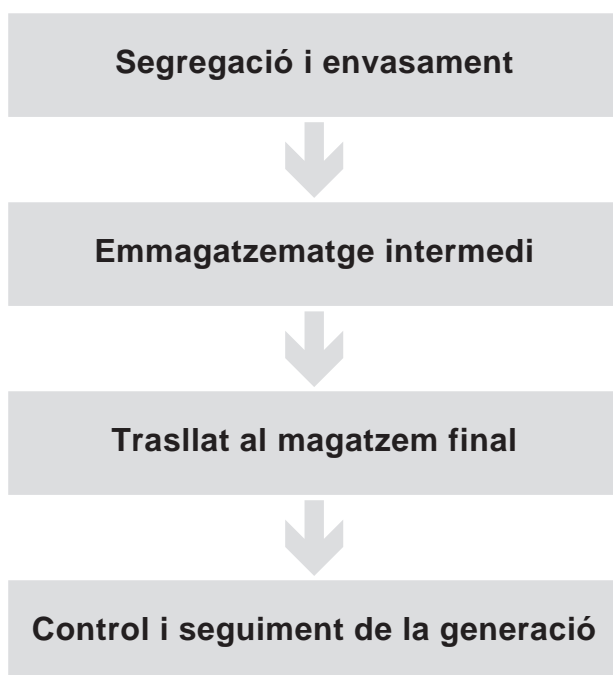 Segregació i envasament
Emmagatzematge intermedi
Trasllat al magatzem final
Control i seguiment de la generació